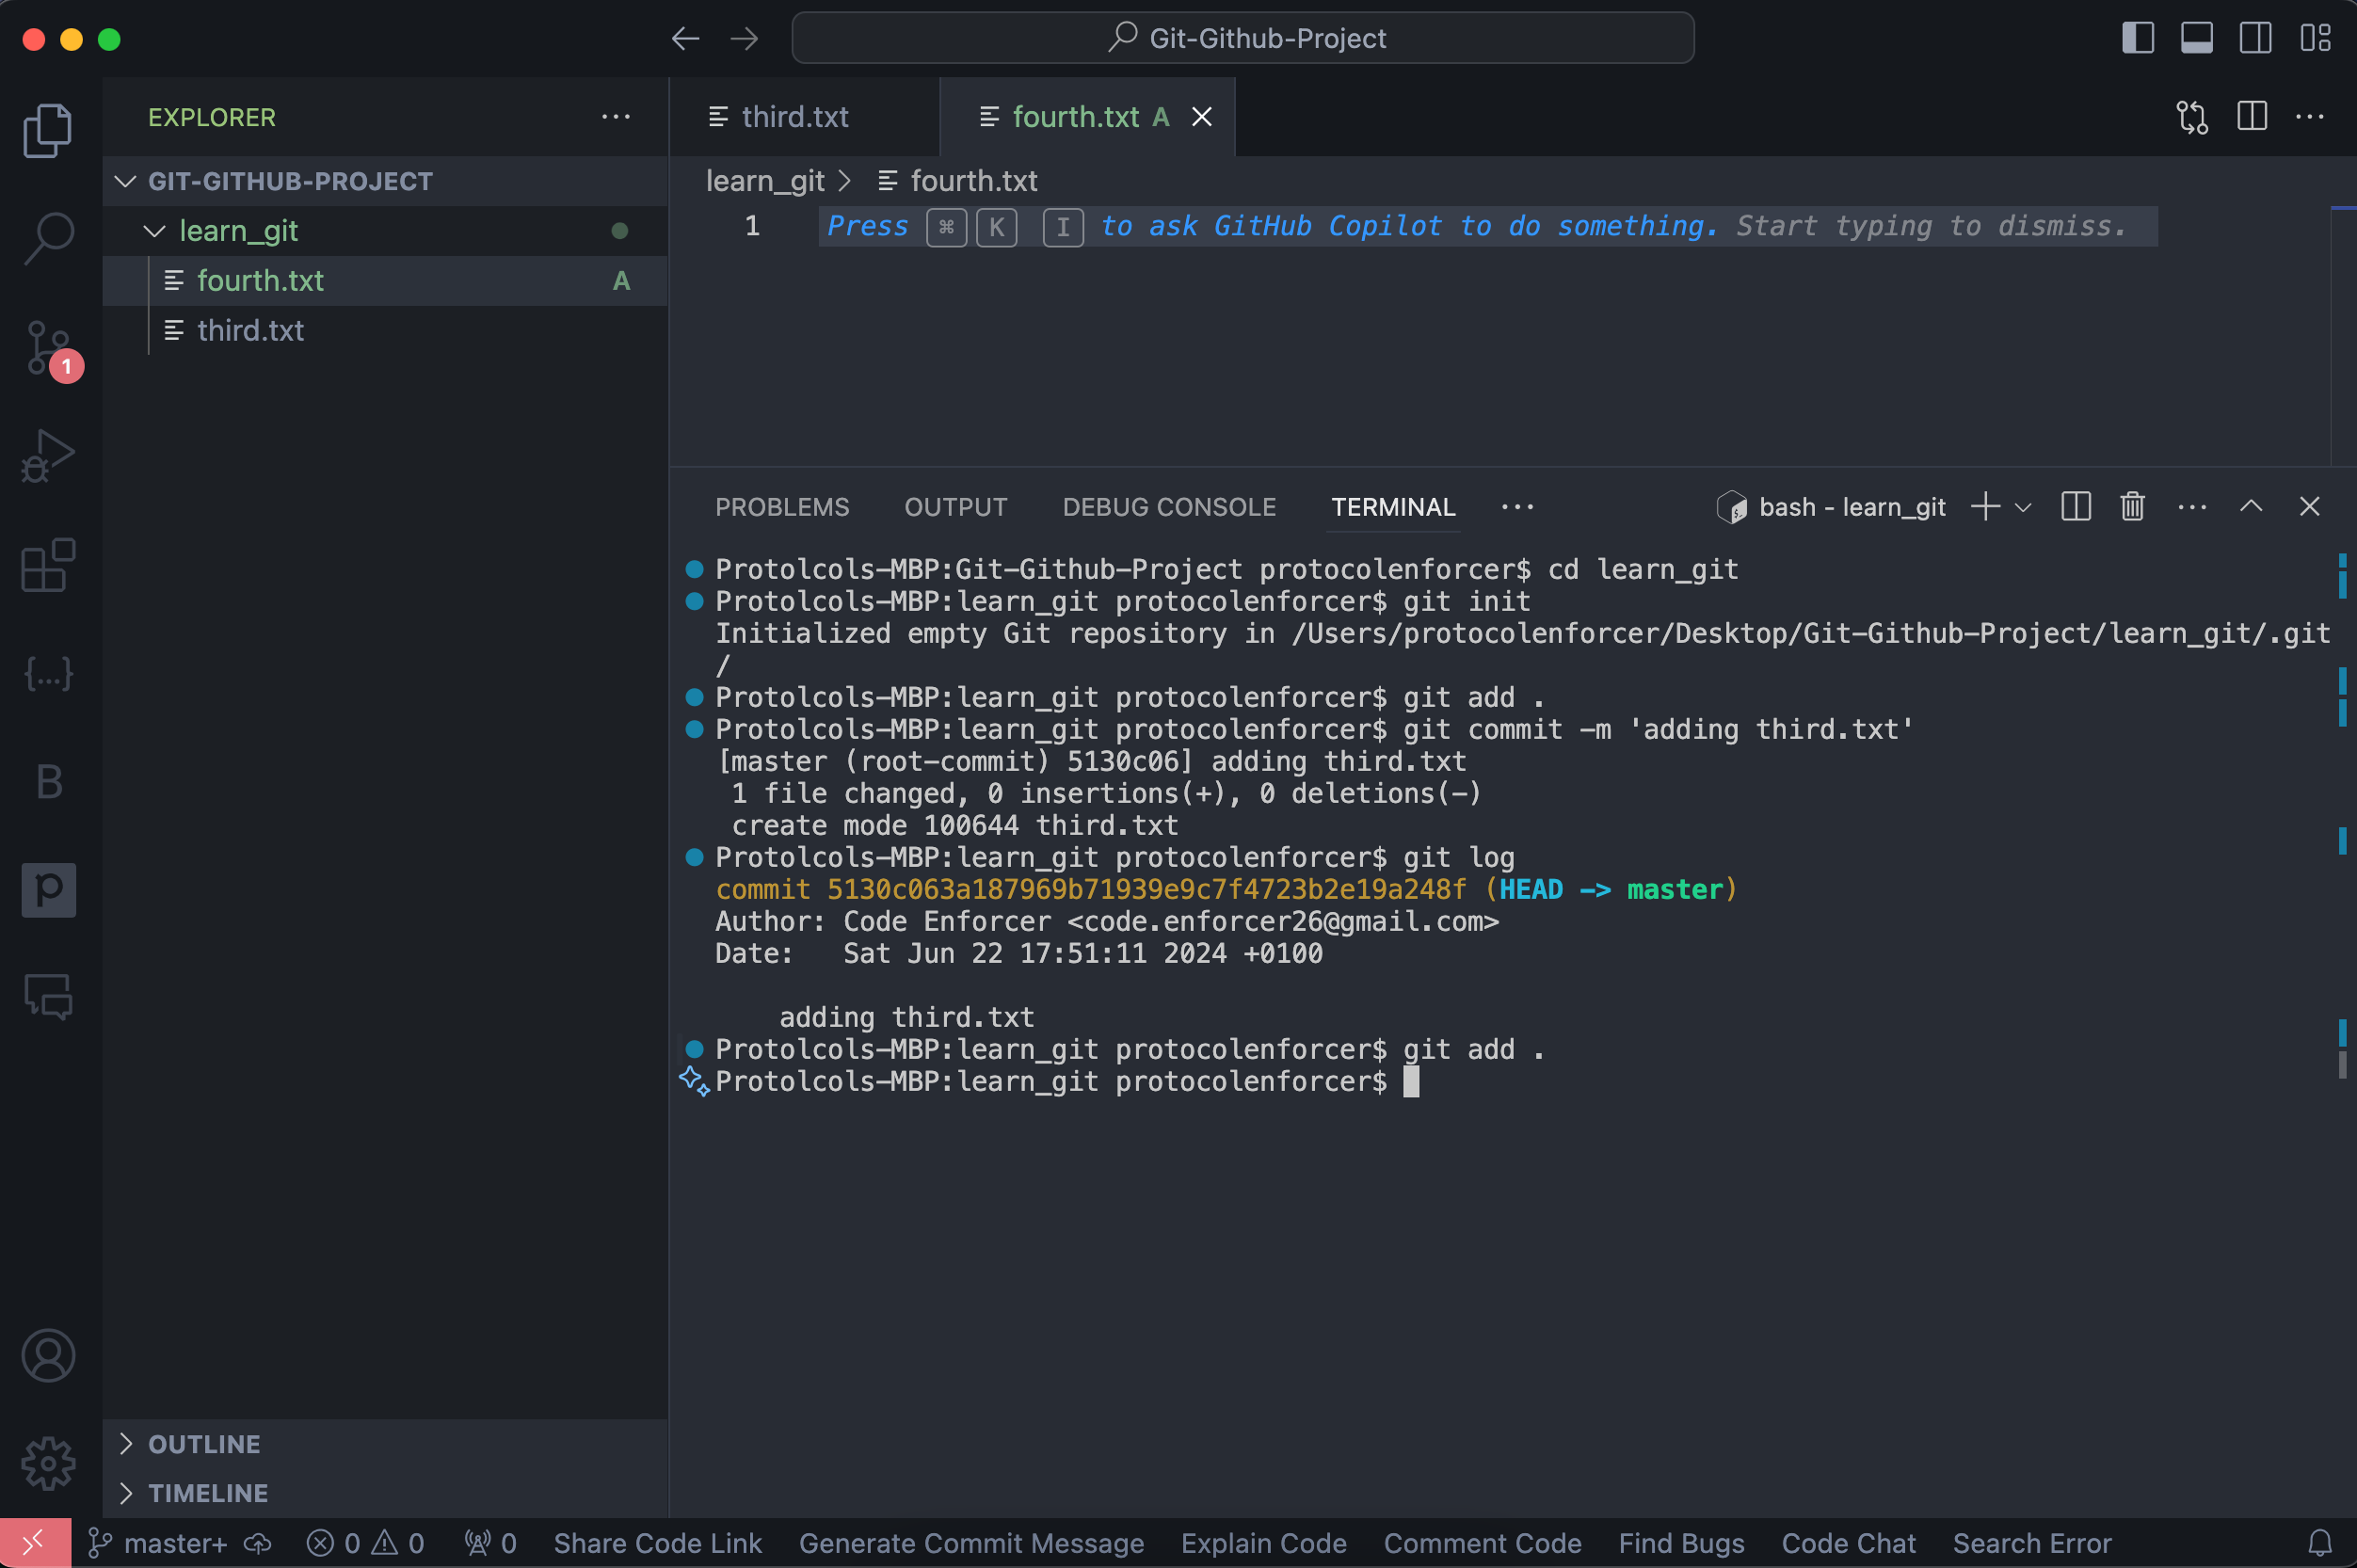 Git-Github-Project
EXPLORER
GIT-GITHUB-PROJECT
learn_git
fourth.txt A
third.txt
1
{...}
B
p
OUTLINE
TIMELINE
third.txt
fourth.txt A
learn_git > fourth.txt
1 Press ⌘ K I to ask GitHub Copilot to do something. Start typing to dismiss.
PROBLEMS OUTPUT DEBUG CONSOLE TERMINAL ... bash - learn_git
Protolcols-MBP:Git-Github-Project protocolenforcer$ cd learn_git
Protolcols-MBP:learn_git protocolenforcer$ git init
Initialized empty Git repository in /Users/protocolenforcer/Desktop/Git-Github-Project/learn_git/.git
/
Protolcols-MBP:learn_git protocolenforcer$ git add .
Protolcols-MBP:learn_git protocolenforcer$ git commit -m 'adding third.txt'
[master (root-commit) 5130c06] adding third.txt
 1 file changed, 0 insertions(+), 0 deletions(-)
 create mode 100644 third.txt
Protolcols-MBP:learn_git protocolenforcer$ git log
commit 5130c063a187969b71939e9c7f4723b2e19a248f (HEAD -> master)
Author: Code Enforcer <code.enforcer26@gmail.com>
Date:   Sat Jun 22 17:51:11 2024 +0100
    adding third.txt
Protolcols-MBP:learn_git protocolenforcer$ git add .
Protolcols-MBP:learn_git protocolenforcer$
master+ 0 0 0 Share Code Link Generate Commit Message Explain Code Comment Code Find Bugs Code Chat Search Error